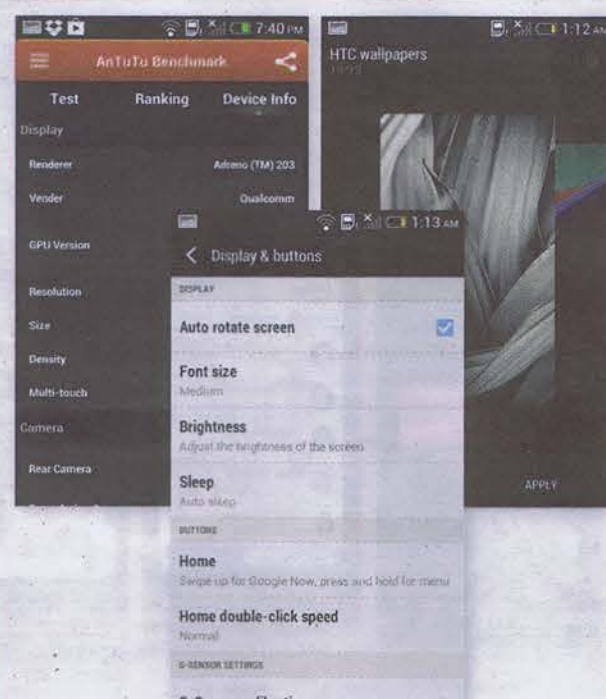 7:40 PM
AnTuTu Benchmark
Test Ranking Device Info
Display
Renderer Adreno (TM) 203
Vender Qualcomm
GPU Version
Resolution
Size
Density
Multi-touch
Camera
Rear Camera
1:12 AM
HTC wallpapers
APPLY
1:13 AM
Display & buttons
DISPLAY
Auto rotate screen
Font size
Medium
Brightness
Adjust the brightness of the screen
Sleep
Auto sleep
BUTTONS
Home
Swipe up for Google Now, press and hold for menu
Home double-click speed
Normal
G-SENSOR SETTINGS